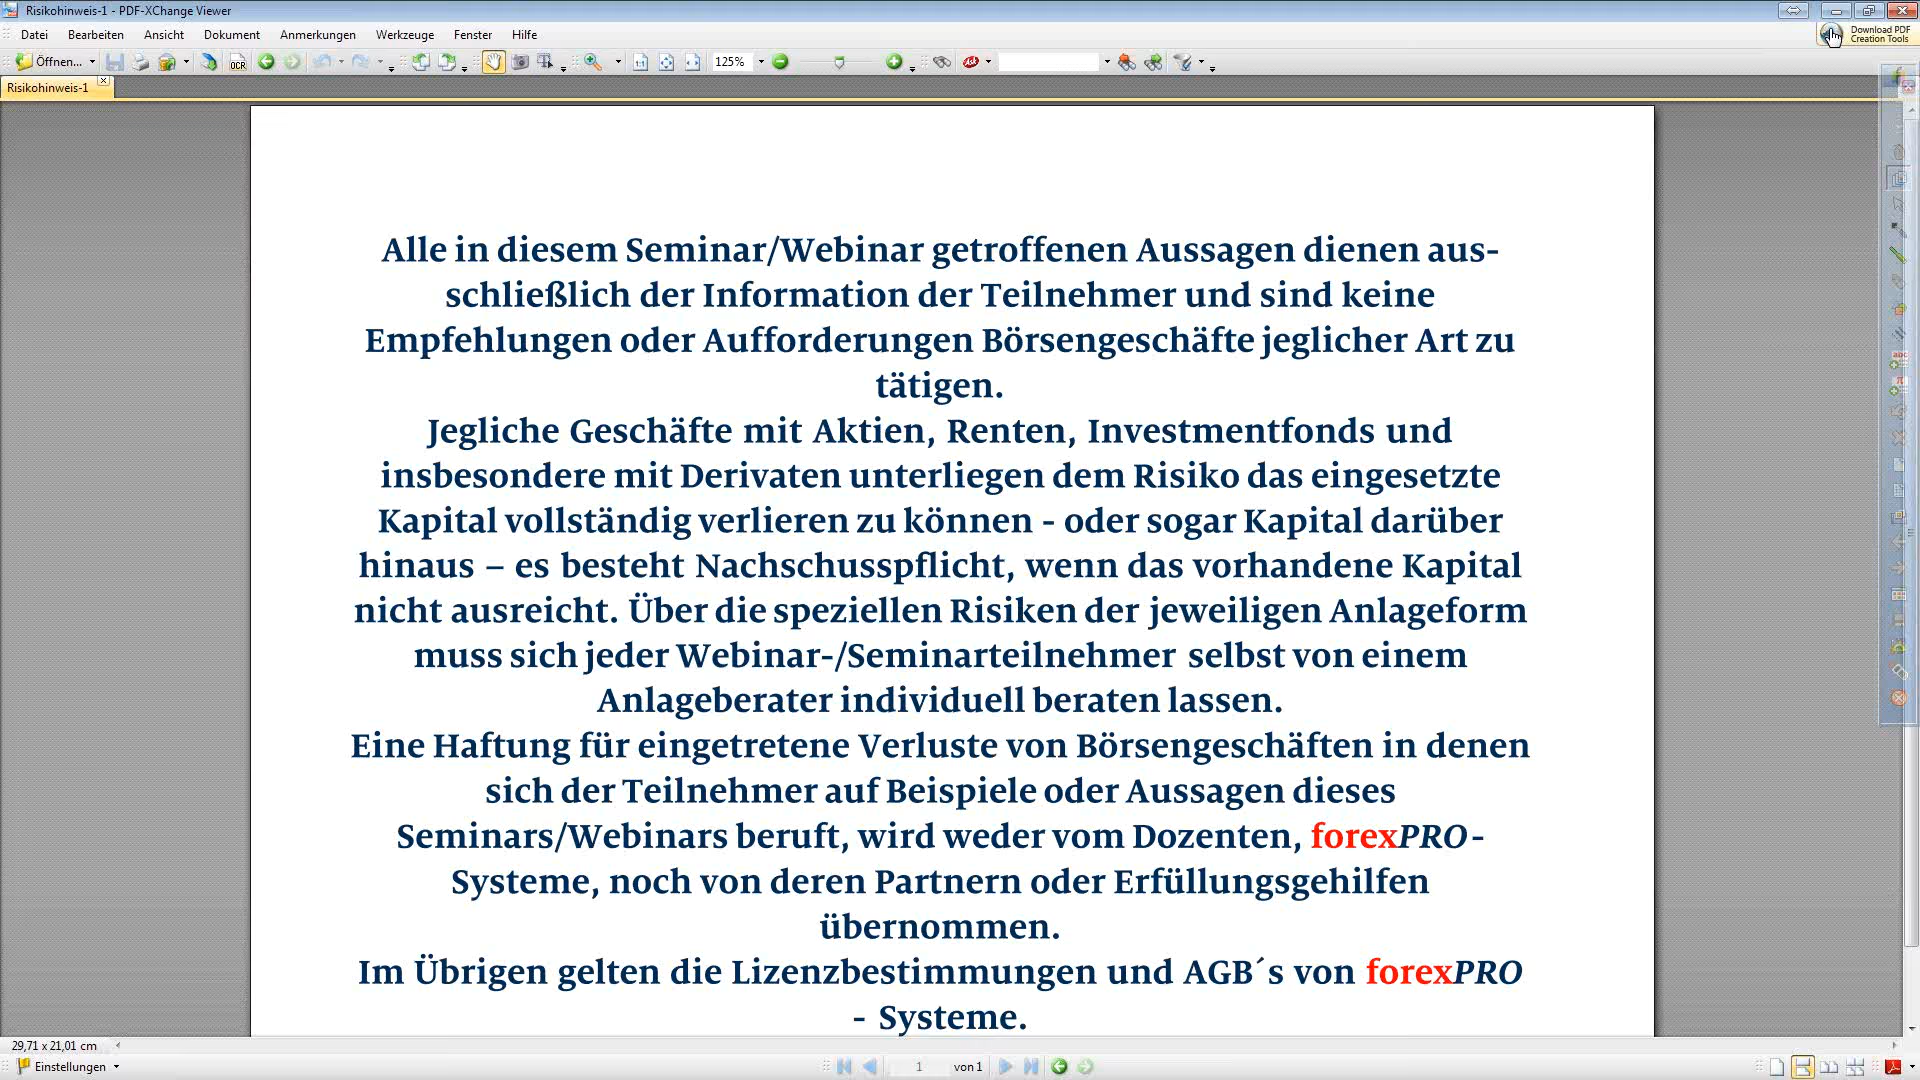 Risikohinweis-1 - PDF-XChange Viewer
Datei Bearbeiten Ansicht Dokument Anmerkungen Werkzeuge Fenster Hilfe
Download PDF
Creation Tools
Öffnen... OCR 125%
Risikohinweis-1
Alle in diesem Seminar/Webinar getroffenen Aussagen dienen aus-
schließlich der Information der Teilnehmer und sind keine
Empfehlungen oder Aufforderungen Börsengeschäfte jeglicher Art zu
tätigen.
Jegliche Geschäfte mit Aktien, Renten, Investmentfonds und
insbesondere mit Derivaten unterliegen dem Risiko das eingesetzte
Kapital vollständig verlieren zu können - oder sogar Kapital darüber
hinaus – es besteht Nachschusspflicht, wenn das vorhandene Kapital
nicht ausreicht. Über die speziellen Risiken der jeweiligen Anlageform
muss sich jeder Webinar-/Seminarteilnehmer selbst von einem
Anlageberater individuell beraten lassen.
Eine Haftung für eingetretene Verluste von Börsengeschäften in denen
sich der Teilnehmer auf Beispiele oder Aussagen dieses
Seminars/Webinars beruft, wird weder vom Dozenten, forexPRO-
Systeme, noch von deren Partnern oder Erfüllungsgehilfen
übernommen.
Im Übrigen gelten die Lizenzbestimmungen und AGB´s von forexPRO
- Systeme.
29,71 x 21,01 cm
Einstellungen 1 von 1